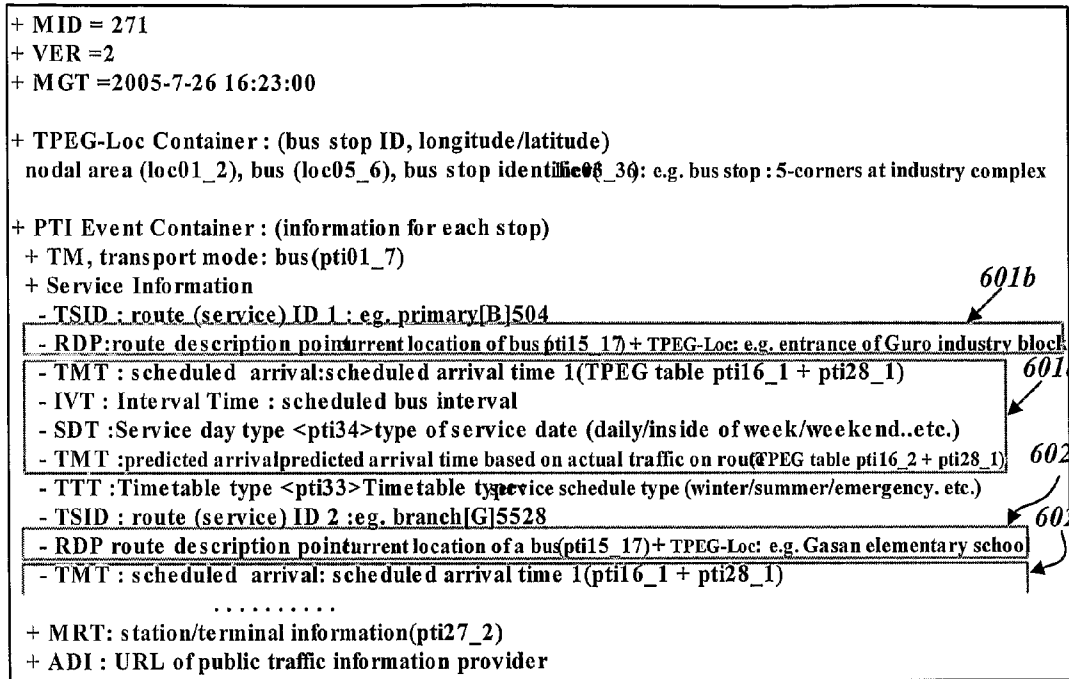 + MID = 271
+ VER =2
+ MGT =2005-7-26 16:23:00
+ TPEG-Loc Container : (bus stop ID, longitude/latitude)
nodal area (loc01_2), bus (loc05_6), bus stop identifier _36): e.g. bus stop : 5-corners at industry complex
+ PTI Event Container : (information for each stop)
+ TM, transport mode: bus(pti01_7)
+ Service Information
601b
- TSID : route (service) ID 1 : eg. primary[B]504
- RDP:route description point current location of bus pti15_17) + TPEG-Loc: e.g. entrance of Guro industry block
- TMT : scheduled arrival:scheduled arrival time 1(TPEG table pti16_1 + pti28_1)
601
- IVT : Interval Time : scheduled bus interval
- SDT :Service day type <pti34>type of service date (daily/inside of week/weekend..etc.)
- TMT :predicted arrivalpredicted arrival time based on actual traffic on route TPEG table pti16_2 + pti28_1)
602
- TTT :Timetable type <pti33>Timetable type service schedule type (winter/summer/emergency. etc.)
- TSID : route (service) ID 2 :eg. branch[G]5528
60
- RDP route description point current location of a bus(pti15_17)+ TPEG-Loc: e.g. Gasan elementary schoo
- TMT : scheduled arrival: scheduled arrival time 1(pti16_1 + pti28_1)
. . . . . . . . . .
+ MRT: station/terminal information(pti27_2)
+ ADI : URL of public traffic information provider